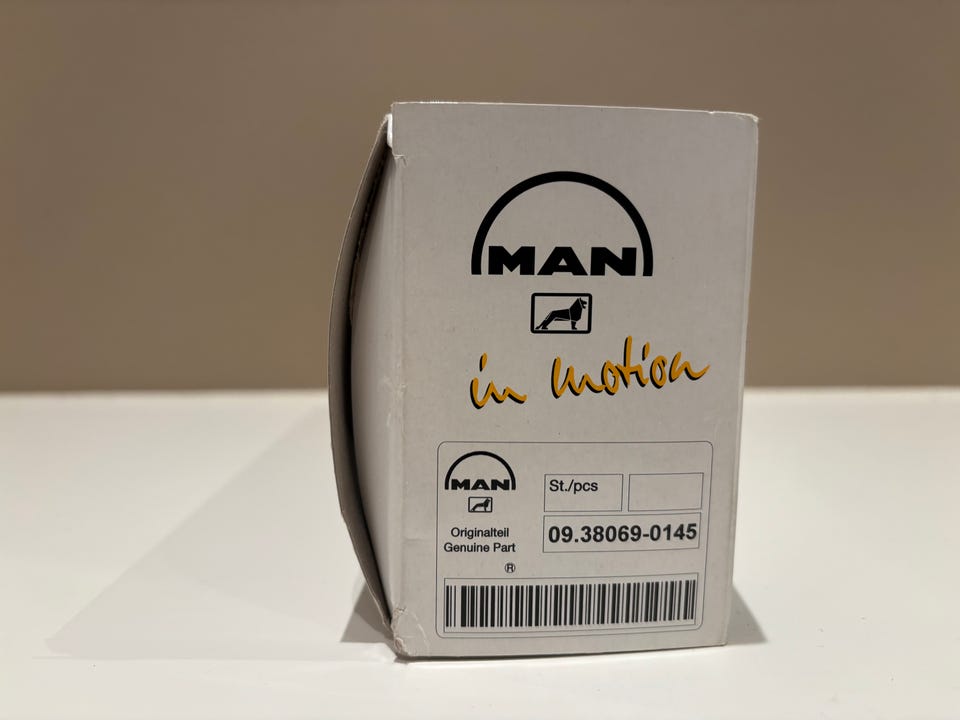 MAN
in motion
MAN
St./pcs
Originalteil
Genuine Part
09.38069-0145
®